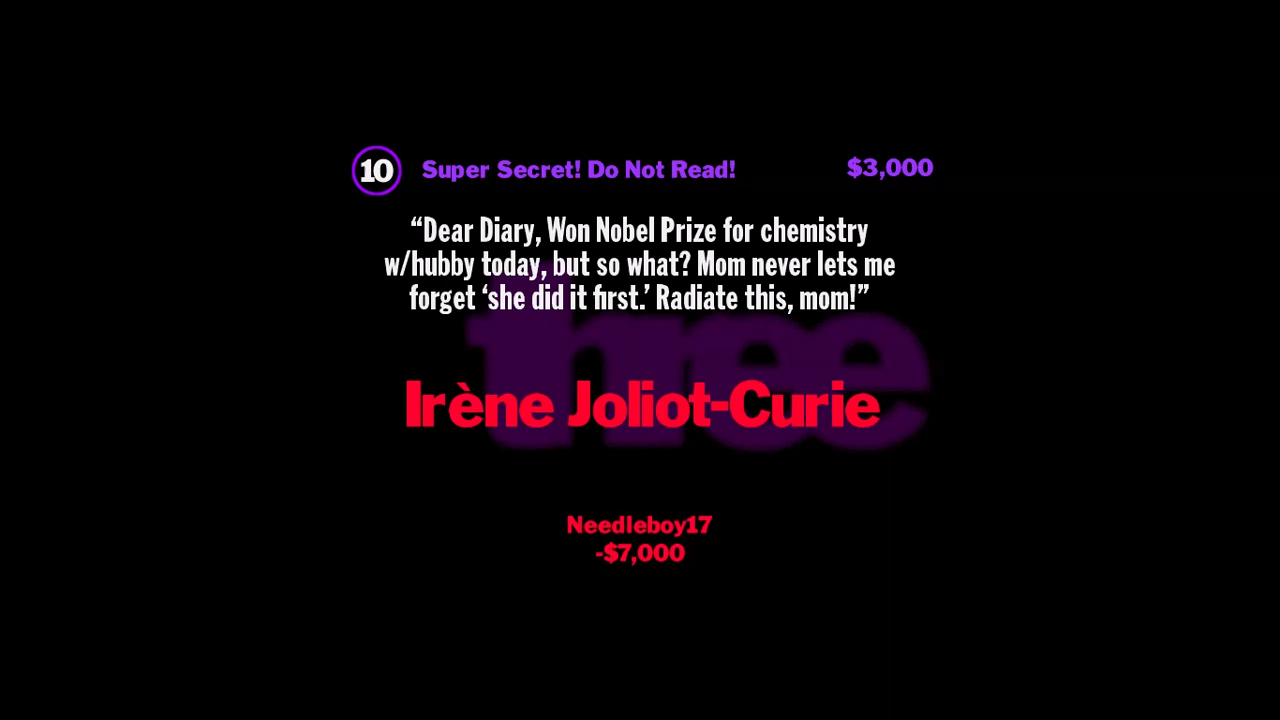 10 Super Secret! Do Not Read! $3,000
“Dear Diary, Won Nobel Prize for chemistry
w/hubby today, but so what? Mom never lets me
forget ‘she did it first.’ Radiate this, mom!”
three
Irène Joliot-Curie
Needleboy17
-$7,000